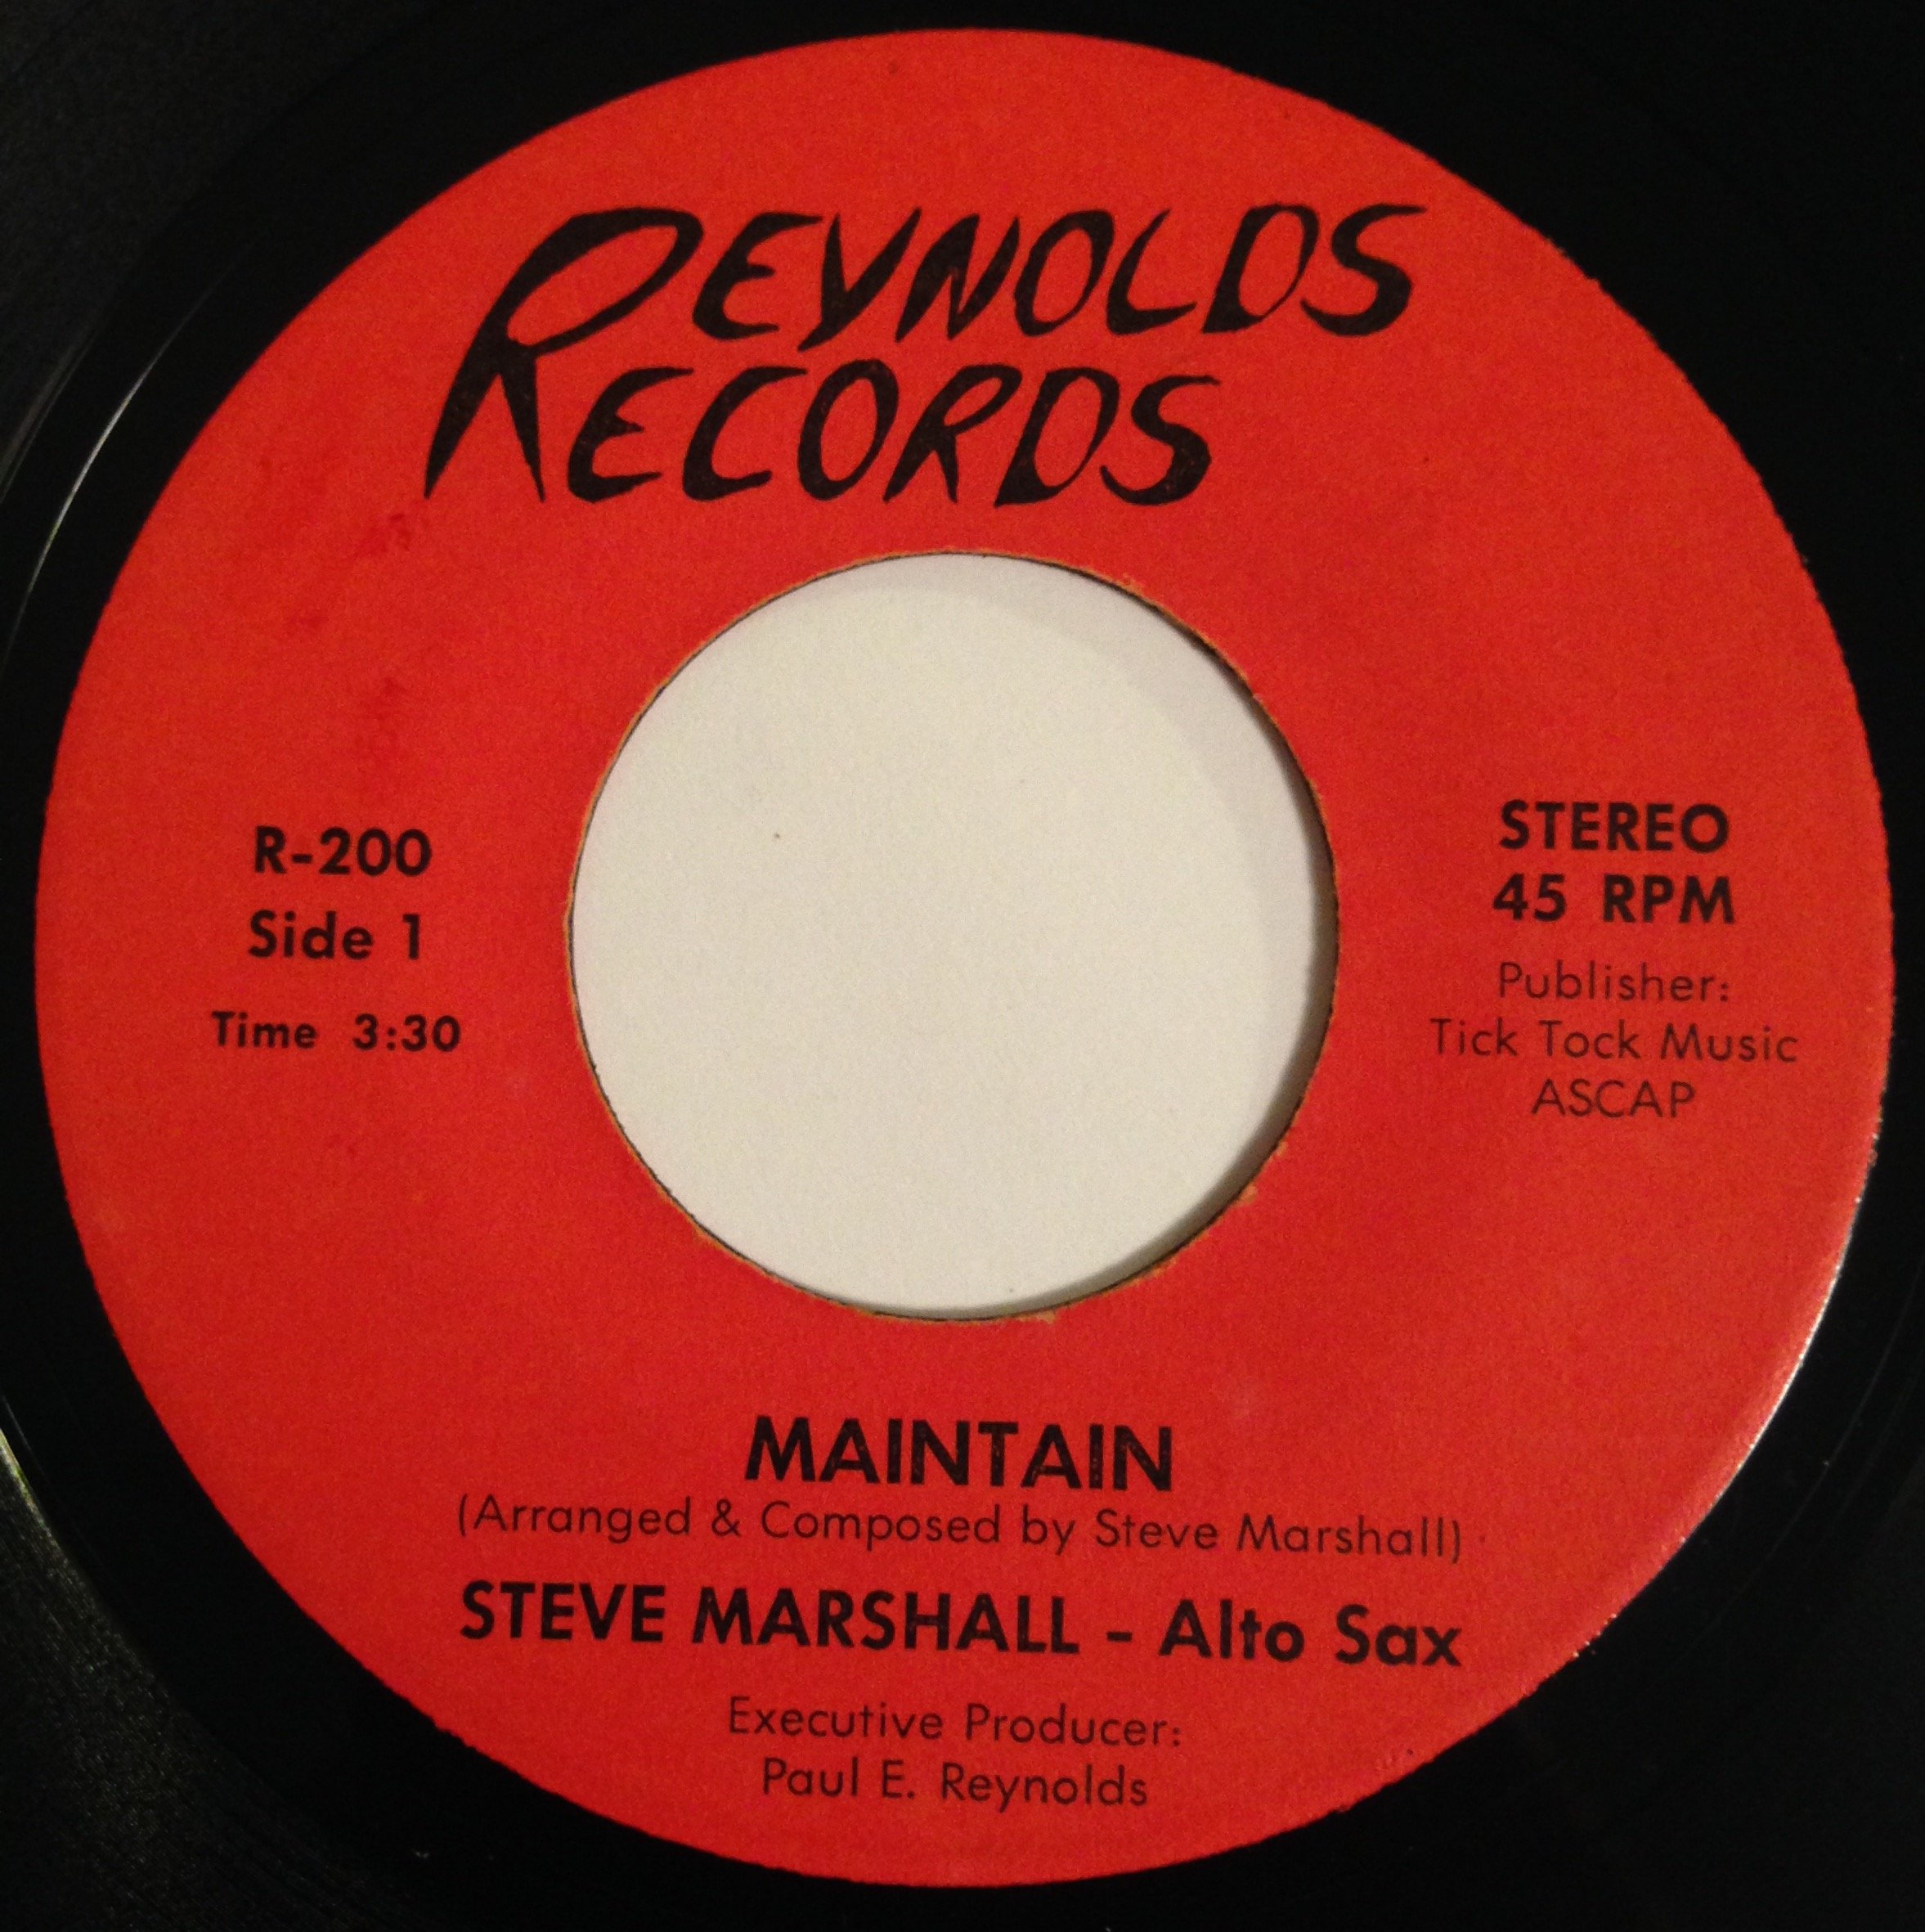 REYNOLDS
RECORDS
R-200
Side 1
Time 3:30
STEREO
45 RPM
Publisher:
Tick Tock Music
ASCAP
MAINTAIN
(Arranged & Composed by Steve Marshall)
STEVE MARSHALL - Alto Sax
Executive Producer:
Paul E. Reynolds